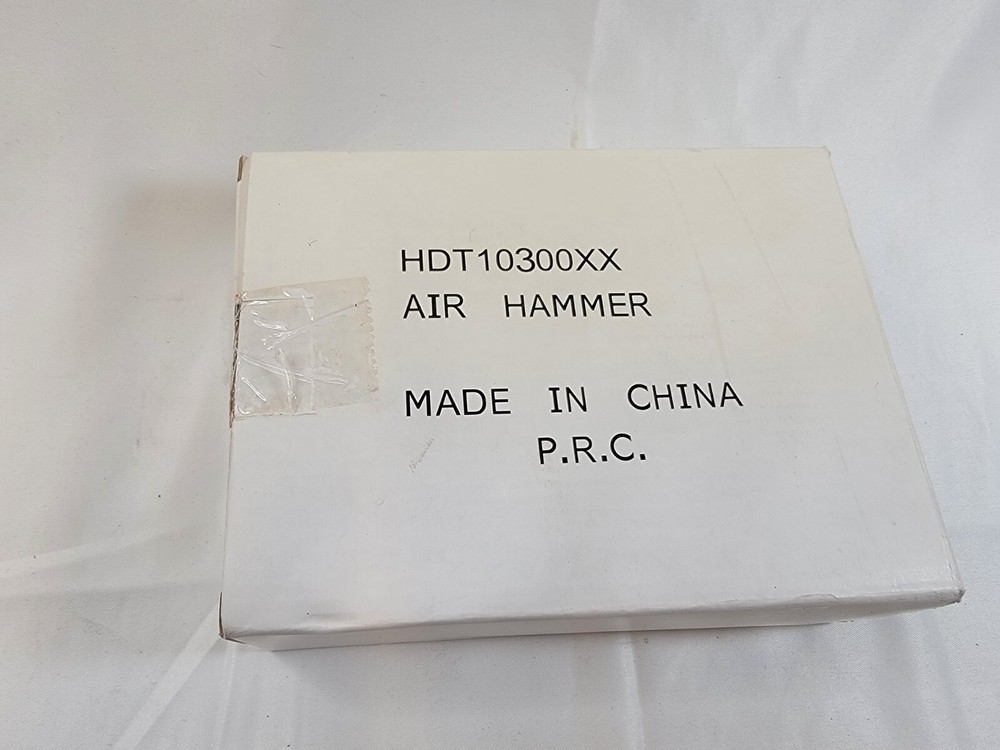 HDT10300XX
AIR HAMMER
MADE IN CHINA
P.R.C.